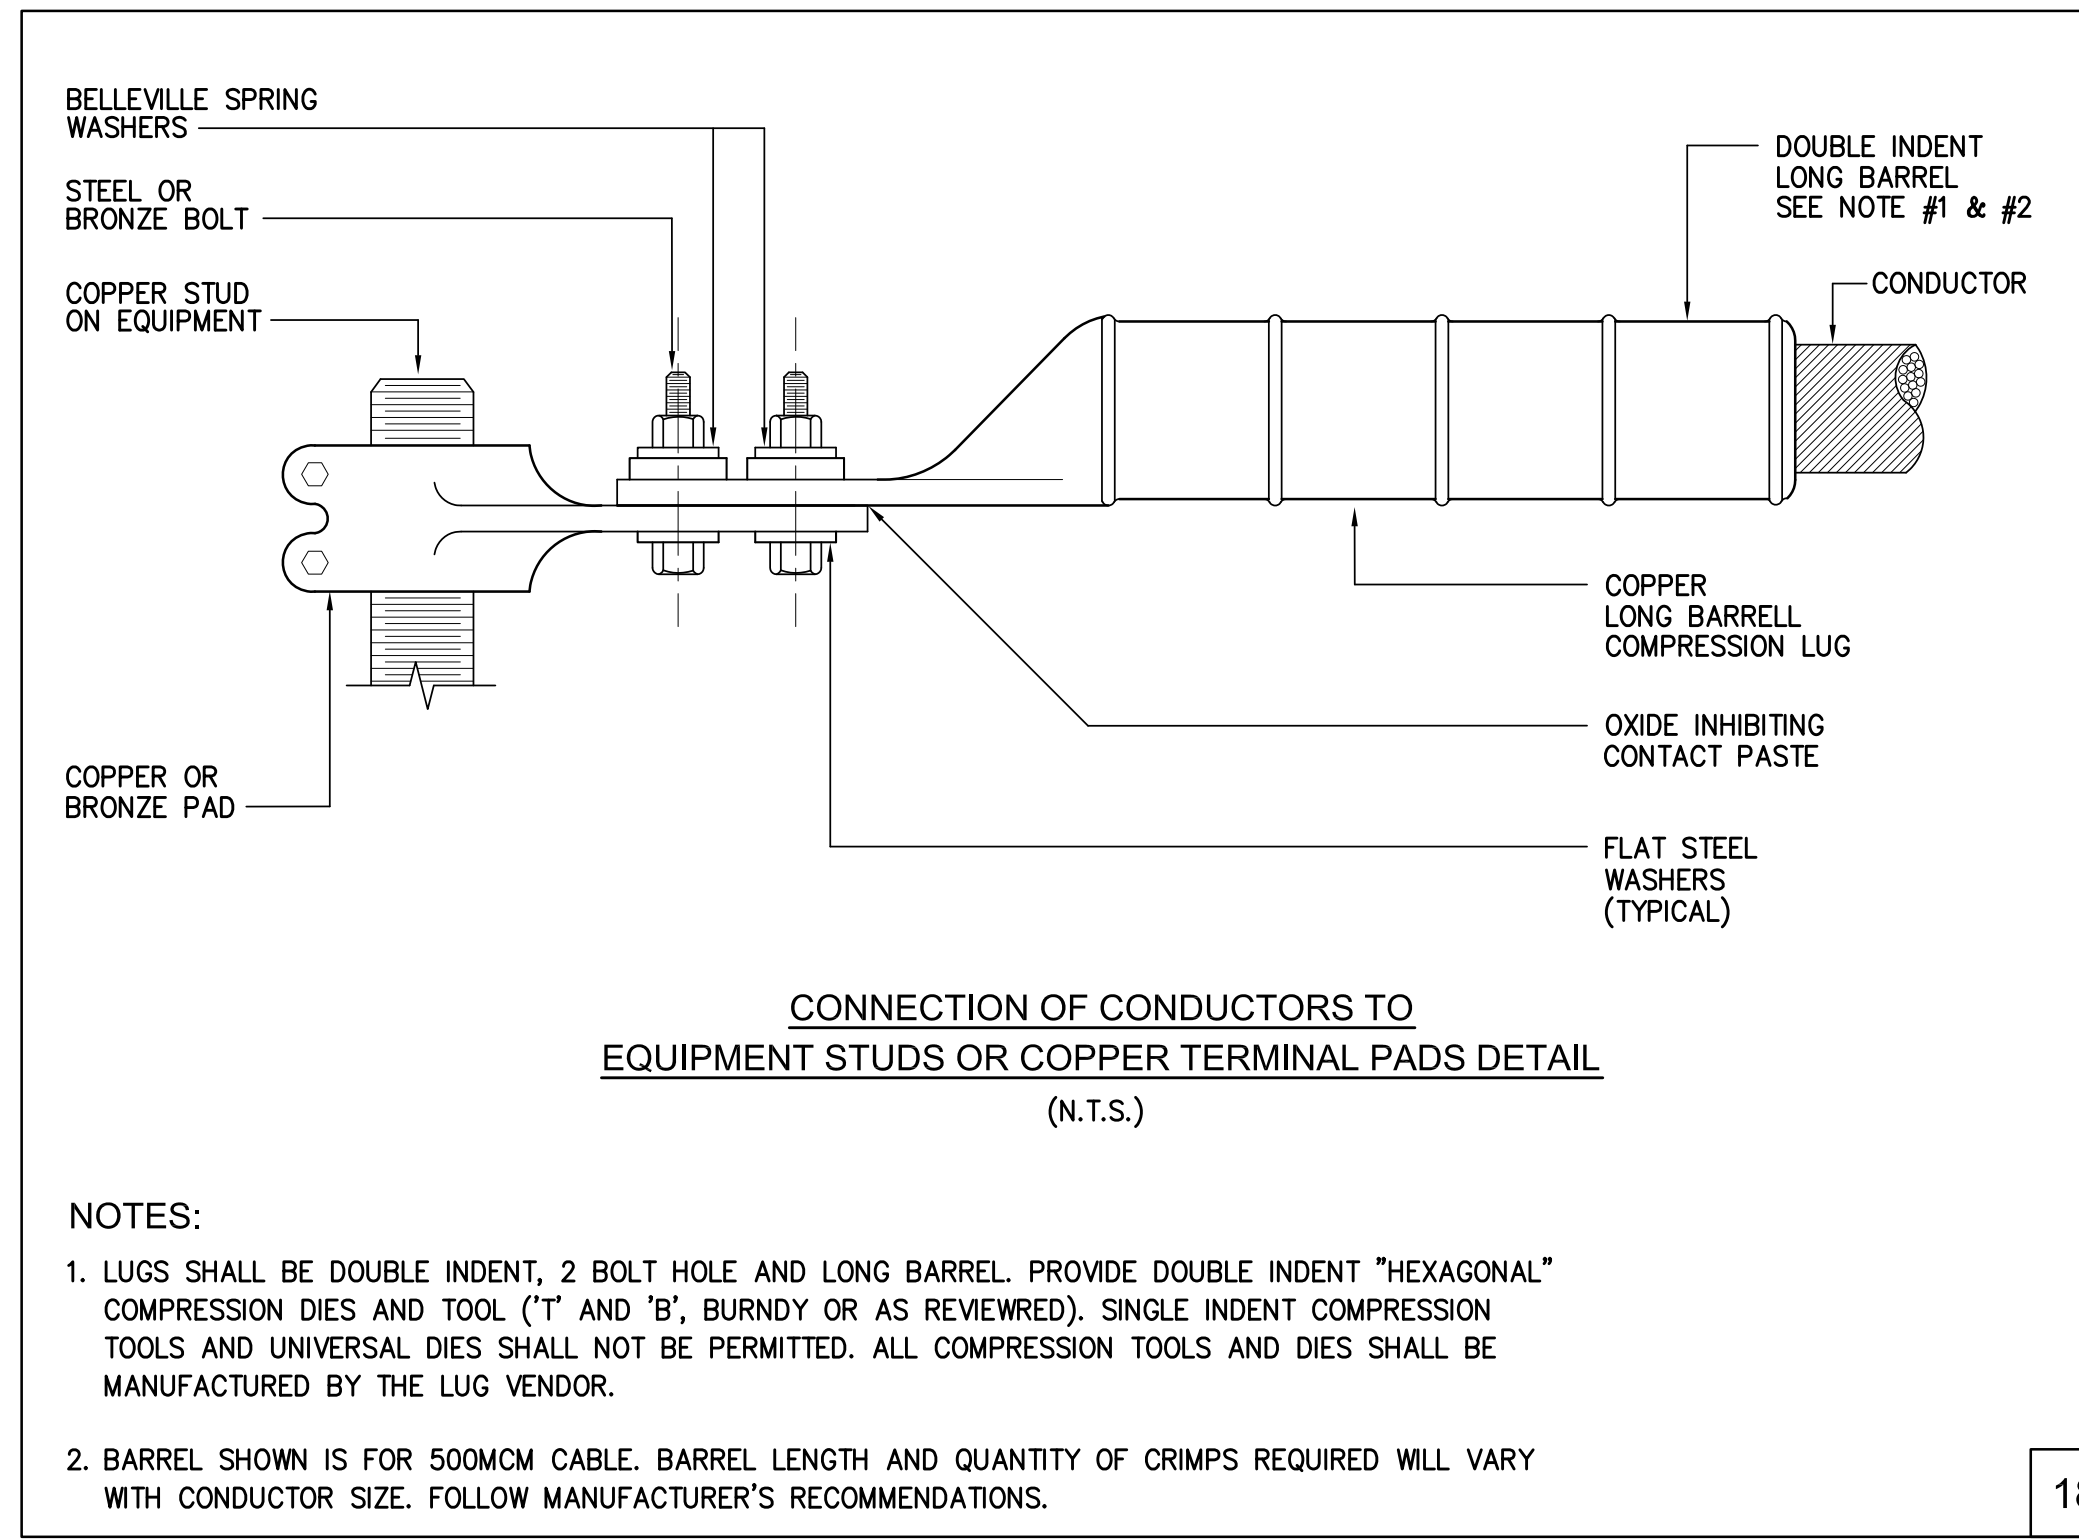 BELLEVILLE SPRING
WASHERS
STEEL OR
BRONZE BOLT
COPPER STUD
ON EQUIPMENT
DOUBLE INDENT
LONG BARREL
SEE NOTE #1 & #2
CONDUCTOR
COPPER
LONG BARRELL
COMPRESSION LUG
OXIDE INHIBITING
CONTACT PASTE
COPPER OR
BRONZE PAD
FLAT STEEL
WASHERS
(TYPICAL)
CONNECTION OF CONDUCTORS TO
EQUIPMENT STUDS OR COPPER TERMINAL PADS DETAIL
(N.T.S.)
NOTES:
1. LUGS SHALL BE DOUBLE INDENT, 2 BOLT HOLE AND LONG BARREL. PROVIDE DOUBLE INDENT "HEXAGONAL"
COMPRESSION DIES AND TOOL ('T' AND 'B', BURNDY OR AS REVIEWRED). SINGLE INDENT COMPRESSION
TOOLS AND UNIVERSAL DIES SHALL NOT BE PERMITTED. ALL COMPRESSION TOOLS AND DIES SHALL BE
MANUFACTURED BY THE LUG VENDOR.
2. BARREL SHOWN IS FOR 500MCM CABLE. BARREL LENGTH AND QUANTITY OF CRIMPS REQUIRED WILL VARY
WITH CONDUCTOR SIZE. FOLLOW MANUFACTURER'S RECOMMENDATIONS.